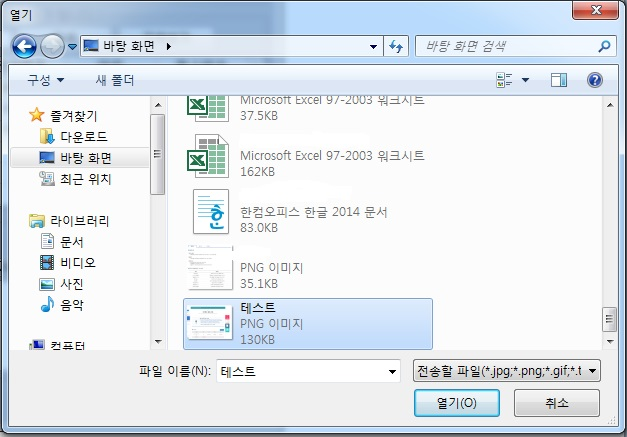 열기
바탕 화면
바탕 화면 검색
구성
새 폴더
즐겨찾기
다운로드
바탕 화면
최근 위치
라이브러리
문서
비디오
사진
음악
컴퓨터
Microsoft Excel 97-2003 워크시트
37.5KB
Microsoft Excel 97-2003 워크시트
162KB
한컴오피스 한글 2014 문서
83.0KB
PNG 이미지
35.1KB
테스트
PNG 이미지
130KB
파일 이름(N): 테스트
전송할 파일(*.jpg;*.png;*.gif;*.t
열기(O)
취소